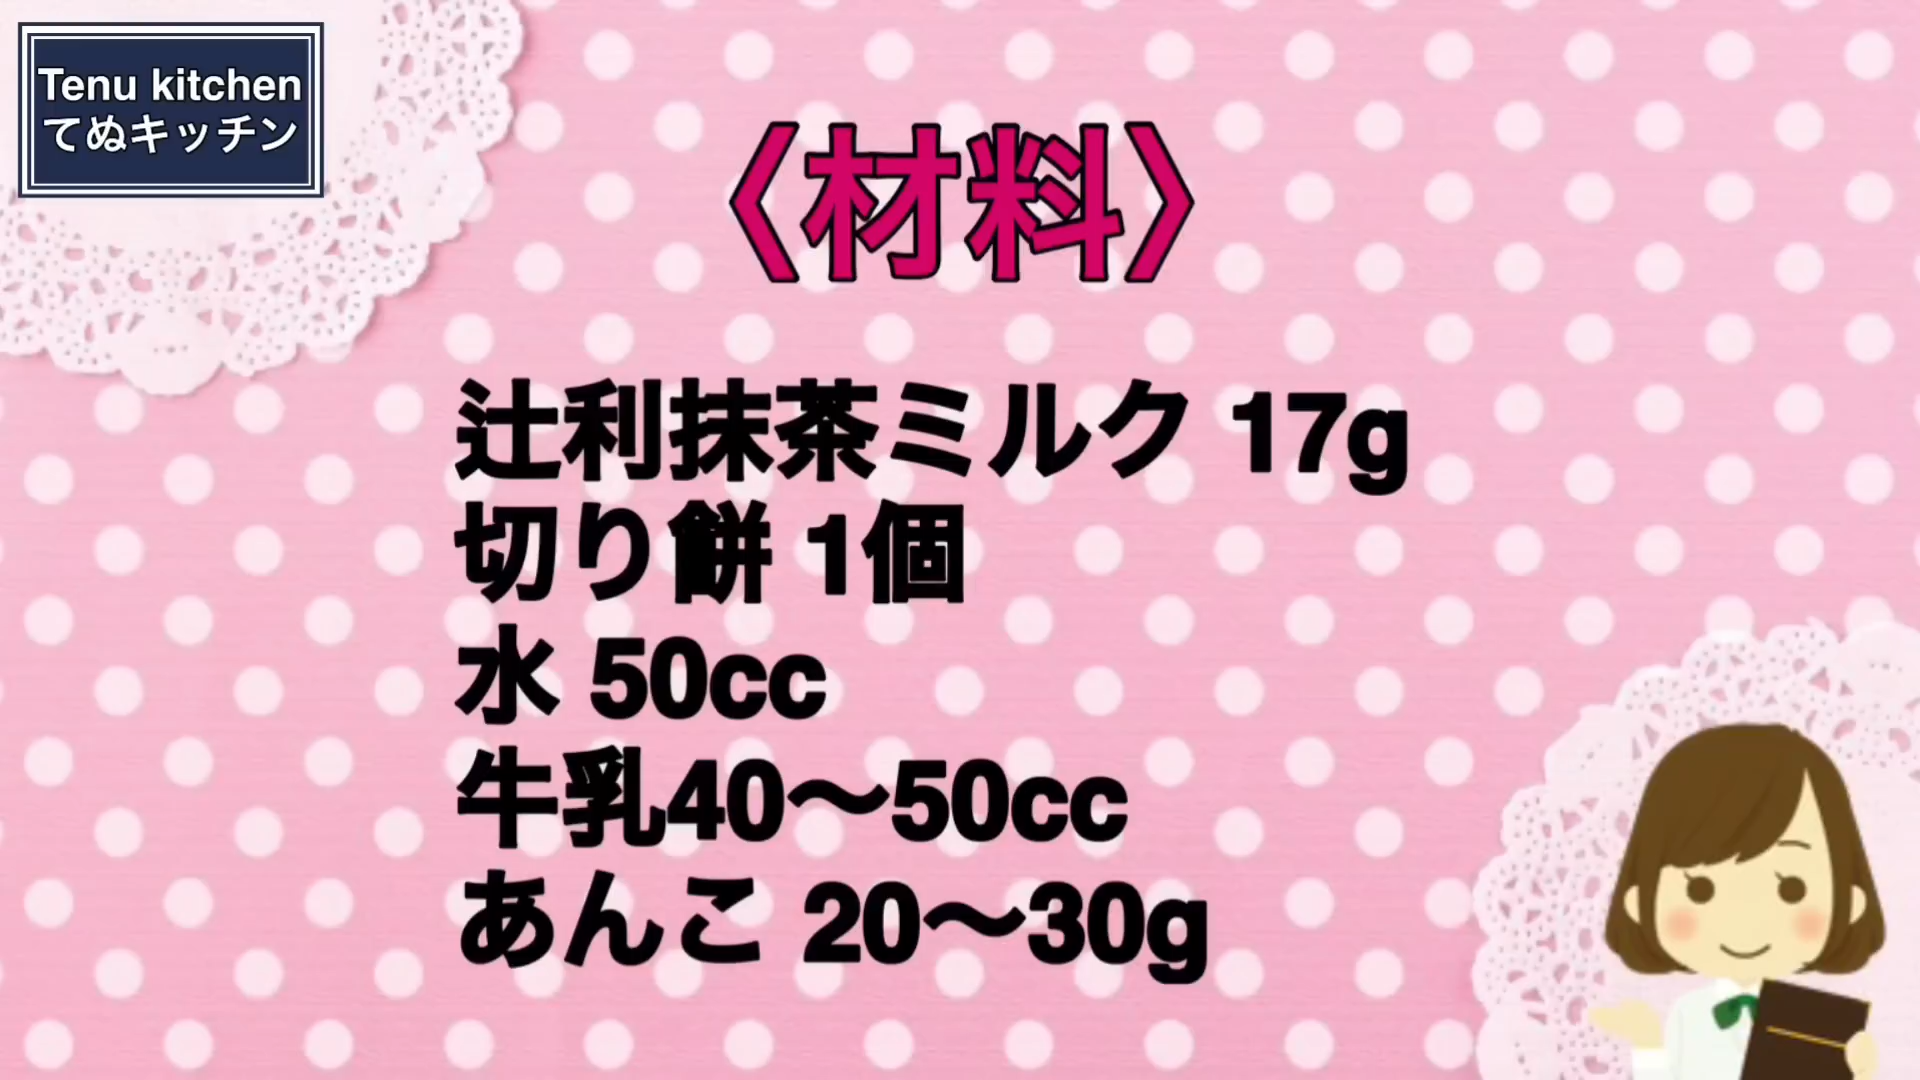 Tenu kitchen
てぬキッチン
〈材料〉
辻利抹茶ミルク 17g
切り餅 1個
水 50cc
牛乳40〜50cc
あんこ 20〜30g